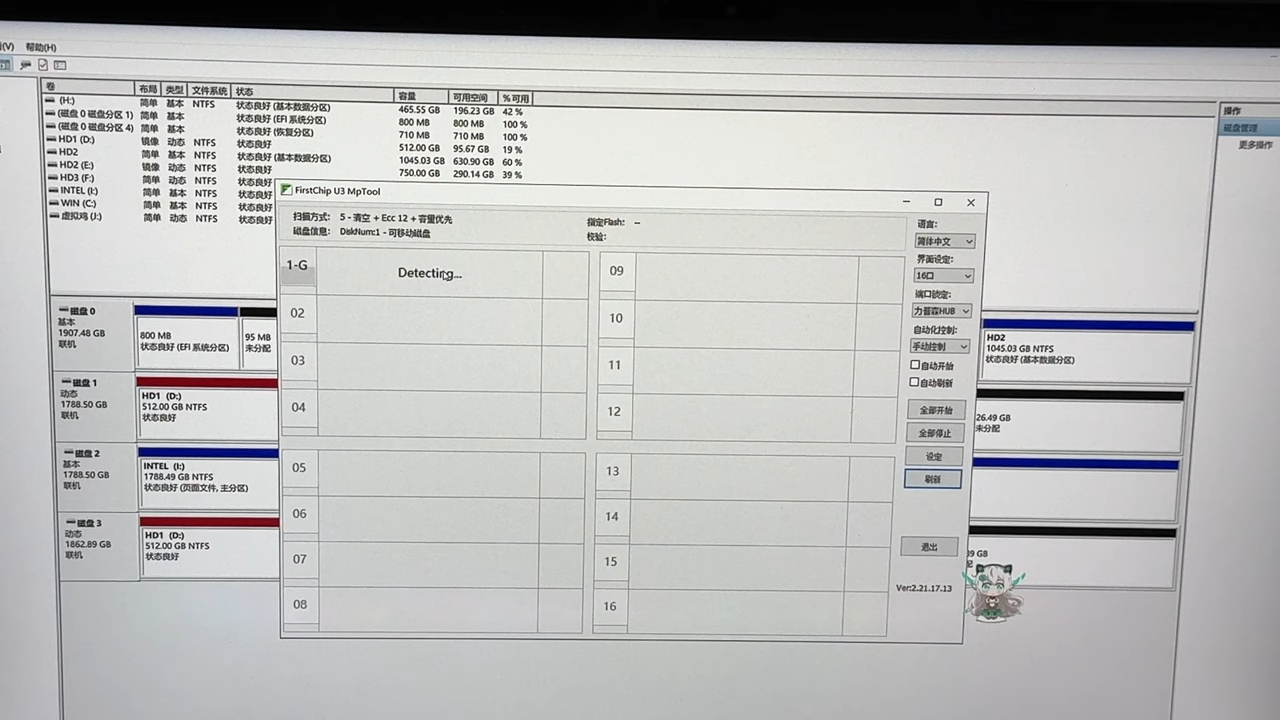 (V) 帮助(H)
卷 布局 类型 文件系统 状态 容量 可用空间 % 可用
(H:) 简单 基本 NTFS 状态良好 (基本数据分区) 465.55 GB 196.23 GB 42 %
(磁盘 0 磁盘分区 1) 简单 基本 状态良好 (EFI 系统分区) 800 MB 800 MB 100 %
(磁盘 0 磁盘分区 4) 简单 基本 状态良好 (恢复分区) 710 MB 710 MB 100 %
HD1 (D:) 镜像 动态 NTFS 状态良好 512.00 GB 95.67 GB 19 %
HD2 简单 基本 NTFS 状态良好 (基本数据分区) 1045.03 GB 630.90 GB 60 %
HD2 (E:) 镜像 动态 NTFS 状态良好 750.00 GB 290.14 GB 39 %
HD3 (F:) 简单 动态 NTFS 状态良好
INTEL (I:) 简单 基本 NTFS 状态良好
WIN (C:) 简单 基本 NTFS 状态良好
虚拟鸡 (J:) 简单 动态 NTFS 状态良好
操作
磁盘管理
更多操作
磁盘 0
基本
1907.48 GB
联机
800 MB
状态良好 (EFI 系统分区)
95 MB
未分配
HD2
1045.03 GB NTFS
状态良好 (基本数据分区)
磁盘 1
动态
1788.50 GB
联机
HD1 (D:)
512.00 GB NTFS
状态良好
26.49 GB
未分配
磁盘 2
基本
1788.50 GB
联机
INTEL (I:)
1788.49 GB NTFS
状态良好 (页面文件, 主分区)
磁盘 3
动态
1862.89 GB
联机
HD1 (D:)
512.00 GB NTFS
状态良好
39 GB
FirstChip U3 MpTool
扫描方式: 5 - 清空 + Ecc 12 + 容量优先
磁盘信息: DiskNum:1 - 可移动磁盘
指定Flash: --
校验:
1-G Detecting...
02
03
04
05
06
07
08
09
10
11
12
13
14
15
16
语言:
简体中文
界面设定:
16口
端口锁定:
力普森HUB
自动化控制:
手动控制
自动开始
自动刷新
全部开始
全部停止
设定
刷新
退出
Ver:2.21.17.13